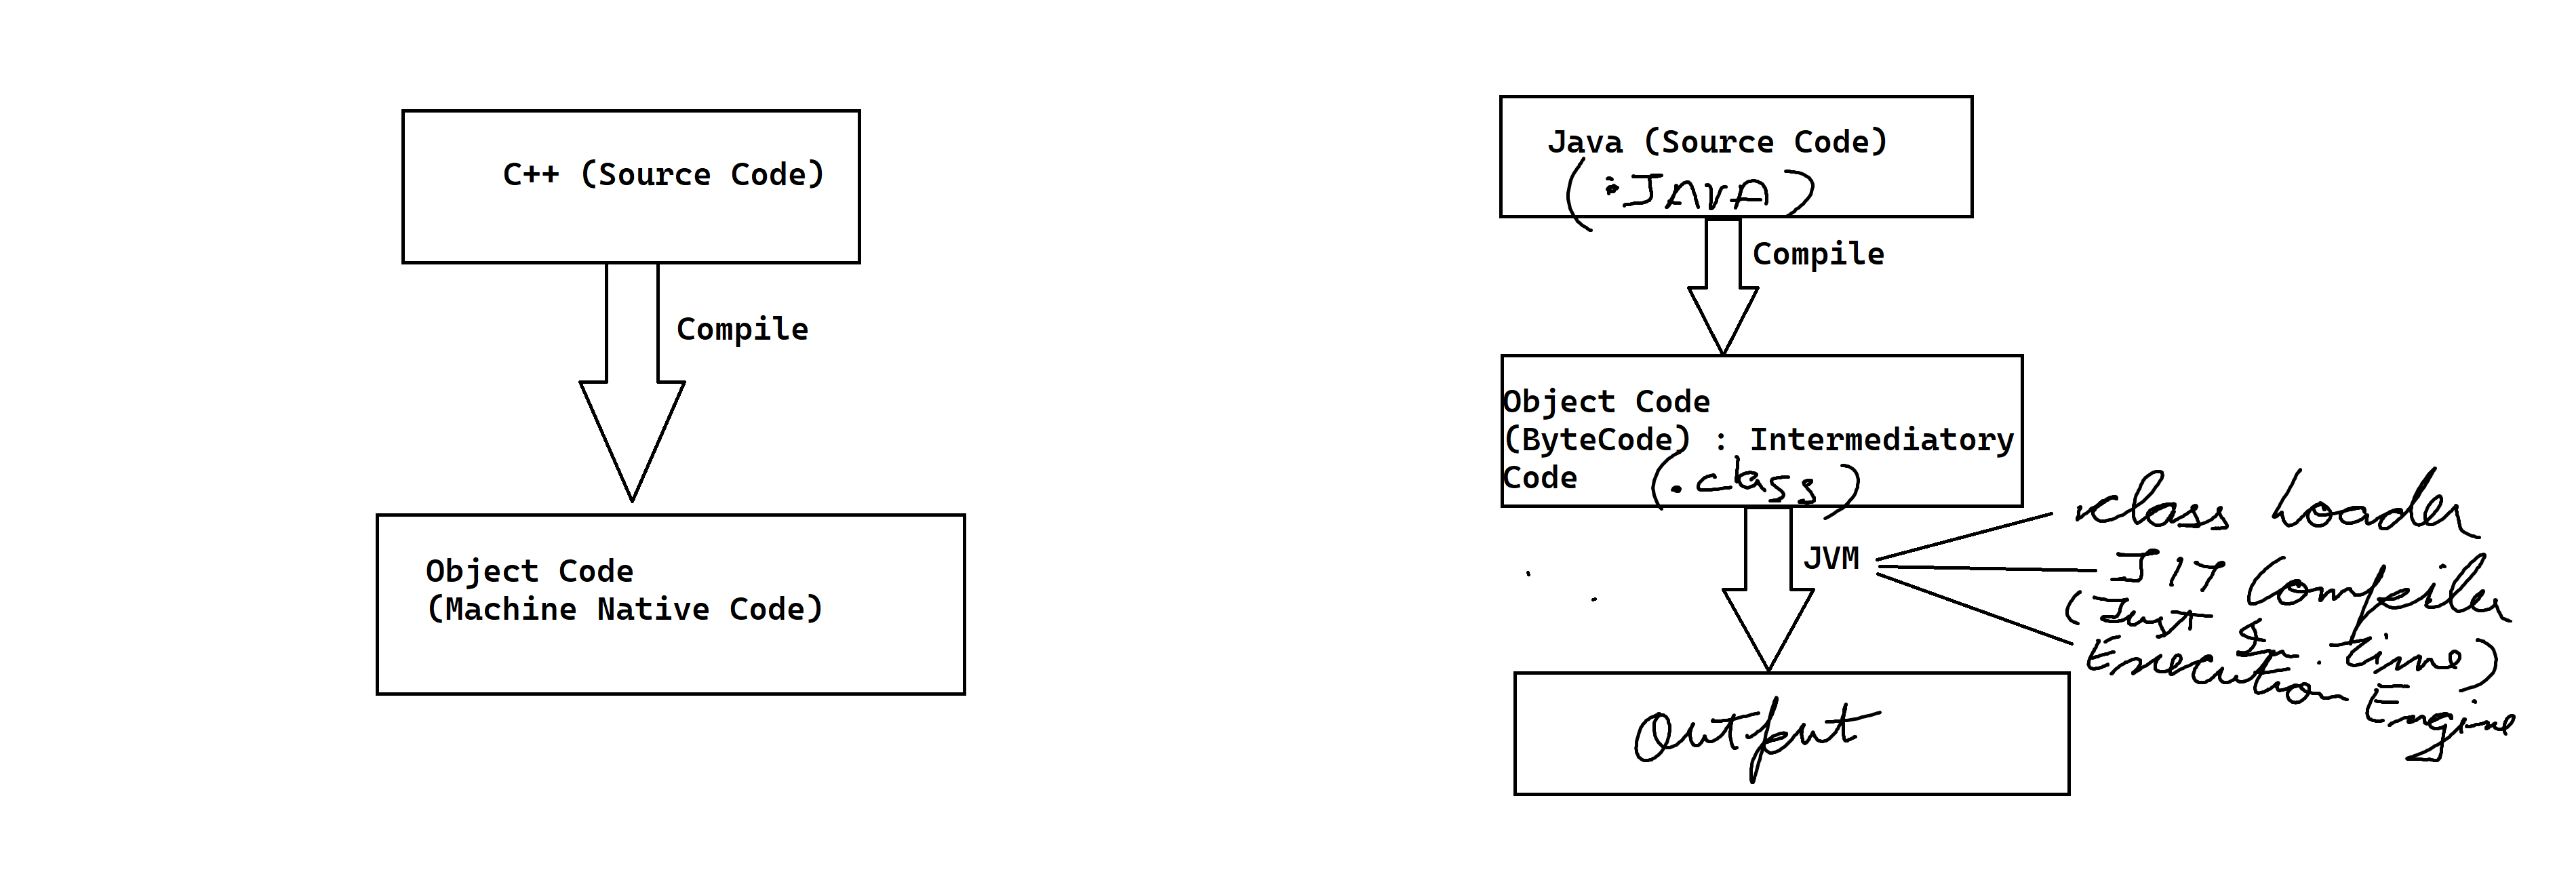 C++ (Source Code)
Compile
Object Code
(Machine Native Code)
Java (Source Code)
(.JAVA)
Compile
Object Code
(ByteCode) : Intermediatory
Code (.class)
JVM
class Loader
JIT Compiler
(Just In Time)
Execution Engine
Output